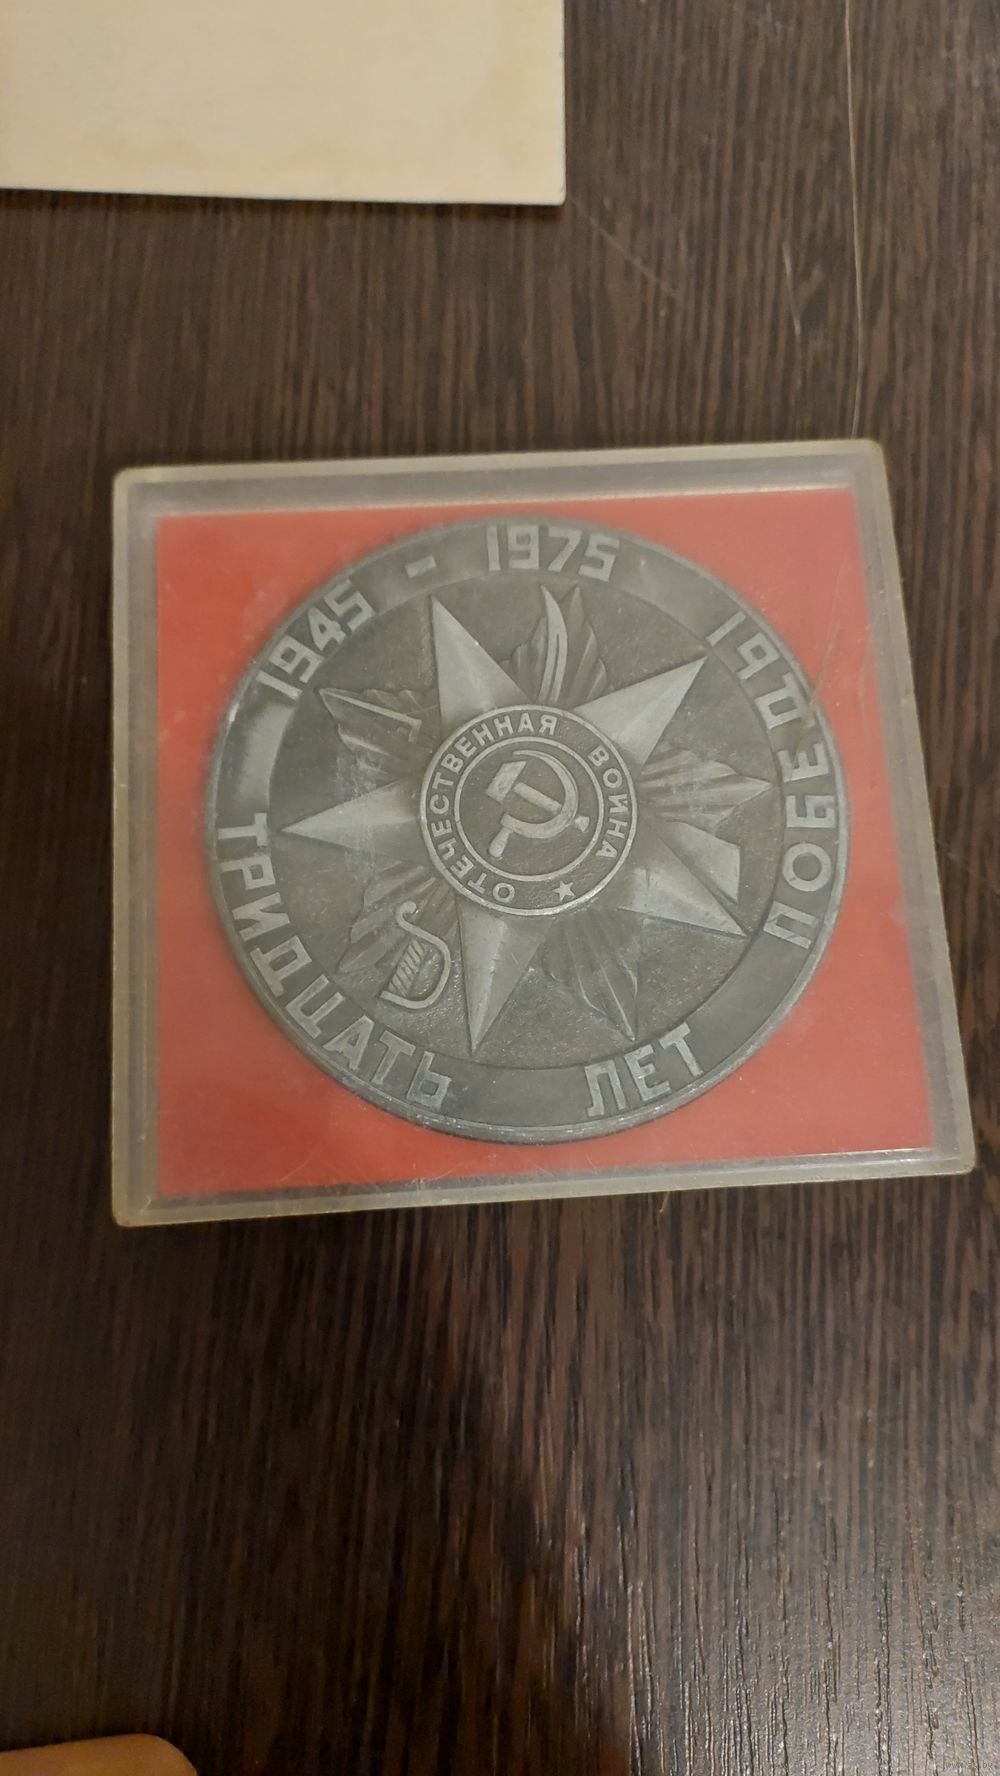 1945 - 1975
ТРИДЦАТЬ ЛЕТ ПОБЕДЫ
ОТЕЧЕСТВЕННАЯ ВОЙНА